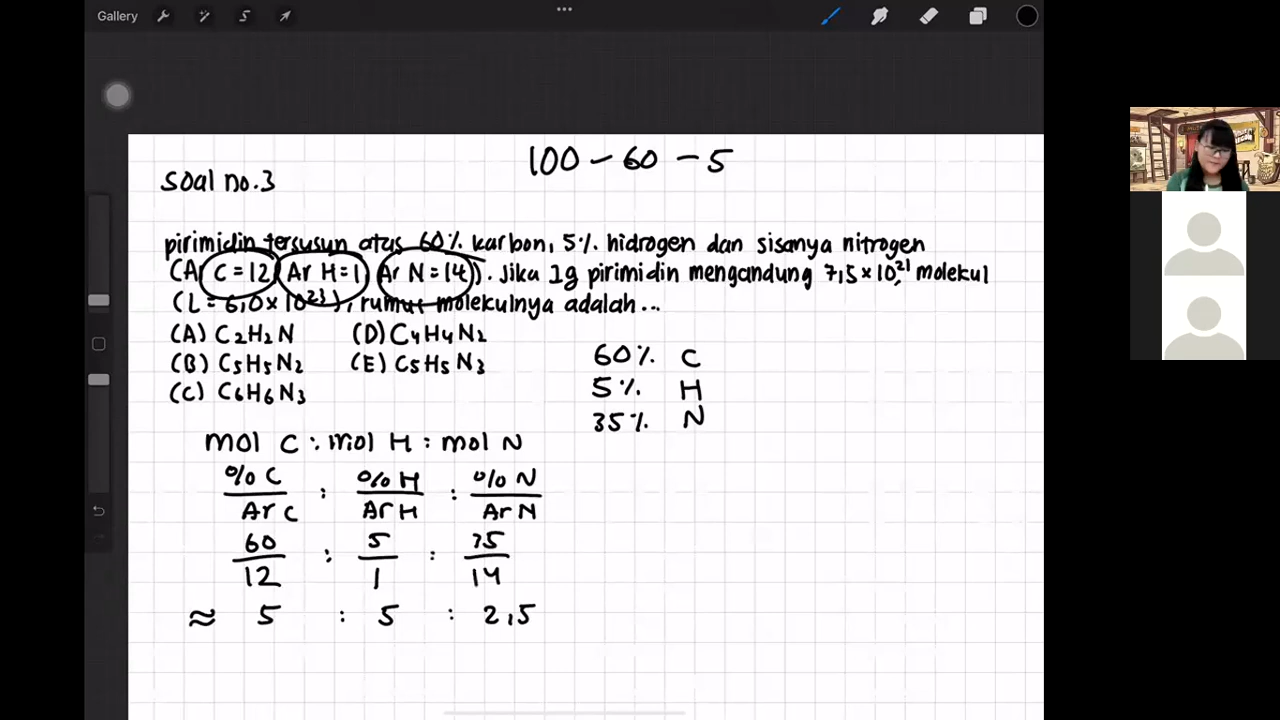 Gallery
100 - 60 - 5
Soal no.3
pirimidin tersusun atas 60% karbon, 5% hidrogen dan sisanya nitrogen
(Ar C = 12 Ar H = 1 Ar N = 14). Jika 1g pirimidin mengandung 7,5 × 10²¹ molekul
(L = 6,0 × 10²³), rumus molekulnya adalah...
(A) C₂H₂N (D) C₄H₄N₂
(B) C₅H₅N₂ (E) C₅H₅N₃
(C) C₆H₆N₃
60% C
5% H
35% N
mol C : mol H : mol N
%C/Ar C : %H/Ar H : %N/Ar N
60/12 : 5/1 : 35/14
≈ 5 : 5 : 2,5